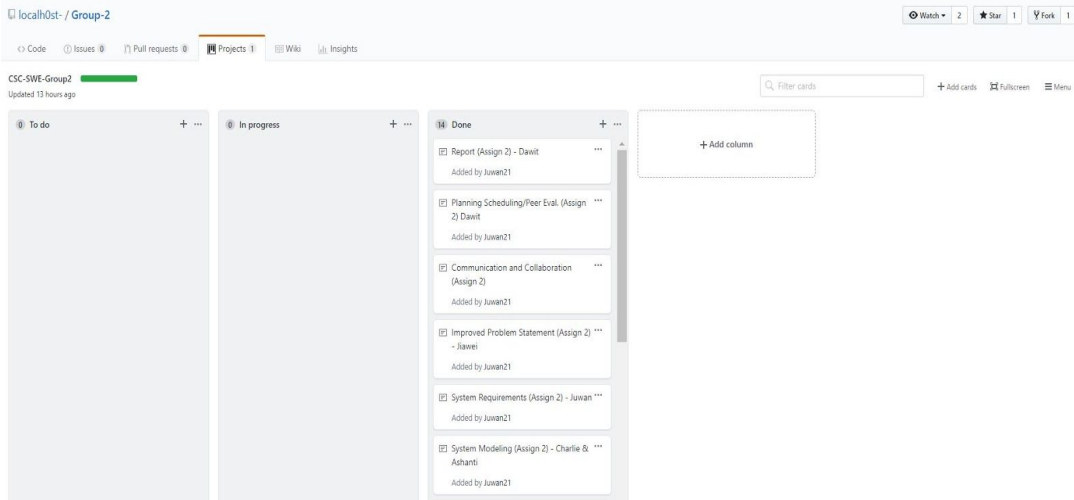 localh0st- / Group-2
Watch 2 Star 1 Fork 1
Code Issues 0 Pull requests 0 Projects 1 Wiki Insights
CSC-SWE-Group2
Updated 13 hours ago
Filter cards
+ Add cards Fullscreen Menu
0 To do + ...
0 In progress + ...
14 Done + ...
+ Add column
Report (Assign 2) - Dawit ...
Added by Juwan21
Planning Scheduling/Peer Eval. (Assign ...
2) Dawit
Added by Juwan21
Communication and Collaboration ...
(Assign 2)
Added by Juwan21
Improved Problem Statement (Assign 2) ...
- Jiawei
Added by Juwan21
System Requirements (Assign 2) - Juwan ...
Added by Juwan21
System Modeling (Assign 2) - Charlie & ...
Ashanti
Added by Juwan21